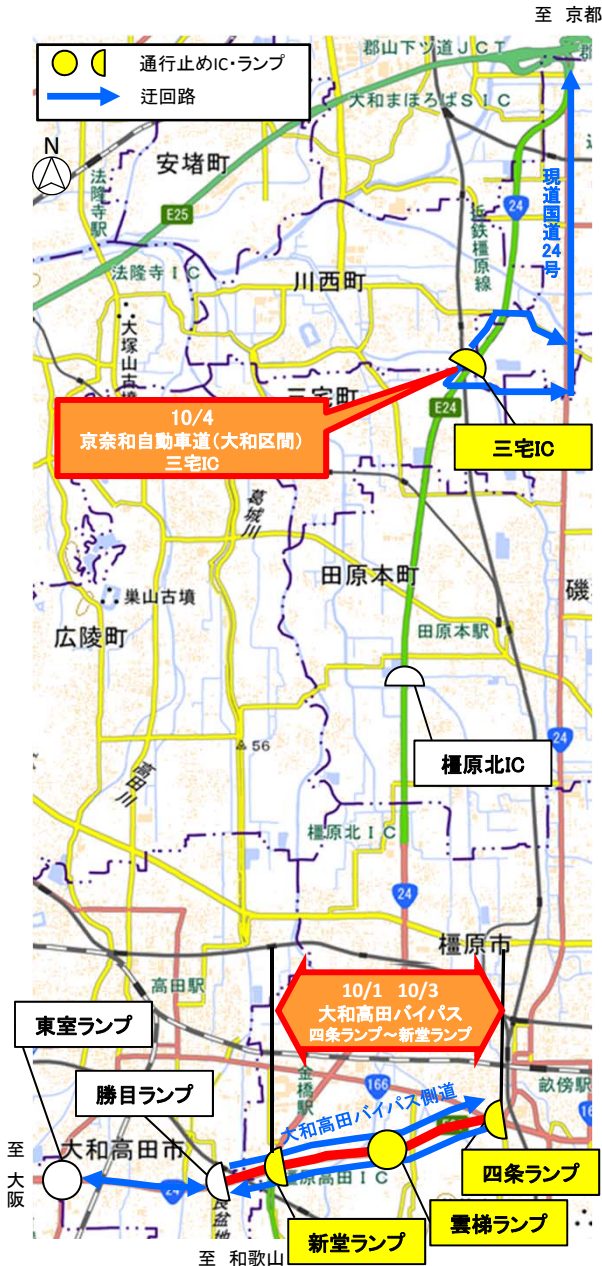 至 京都
通行止めIC・ランプ
迂回路
N
郡山下ツ道JCT
郡
大和まほろばSIC
安堵町
法隆寺駅
E25
24
近鉄橿原線
現道国道24号
法隆寺IC
川西町
大塚山古墳
三宅町
E24
10/4
京奈和自動車道(大和区間)
三宅IC
三宅IC
葛城川
田原本町
巣山古墳
広陵町
田原本駅
磯
24
56
橿原北IC
高田川
橿原北IC
24
橿原市
高田駅
10/1 10/3
大和高田バイパス
四条ランプ~新堂ランプ
東室ランプ
勝目ランプ
金橋駅
166
畝傍駅
大和高田バイパス側道
至 大阪
大和高田市
24
橿原高田IC
四条ランプ
雲梯ランプ
新堂ランプ
至 和歌山